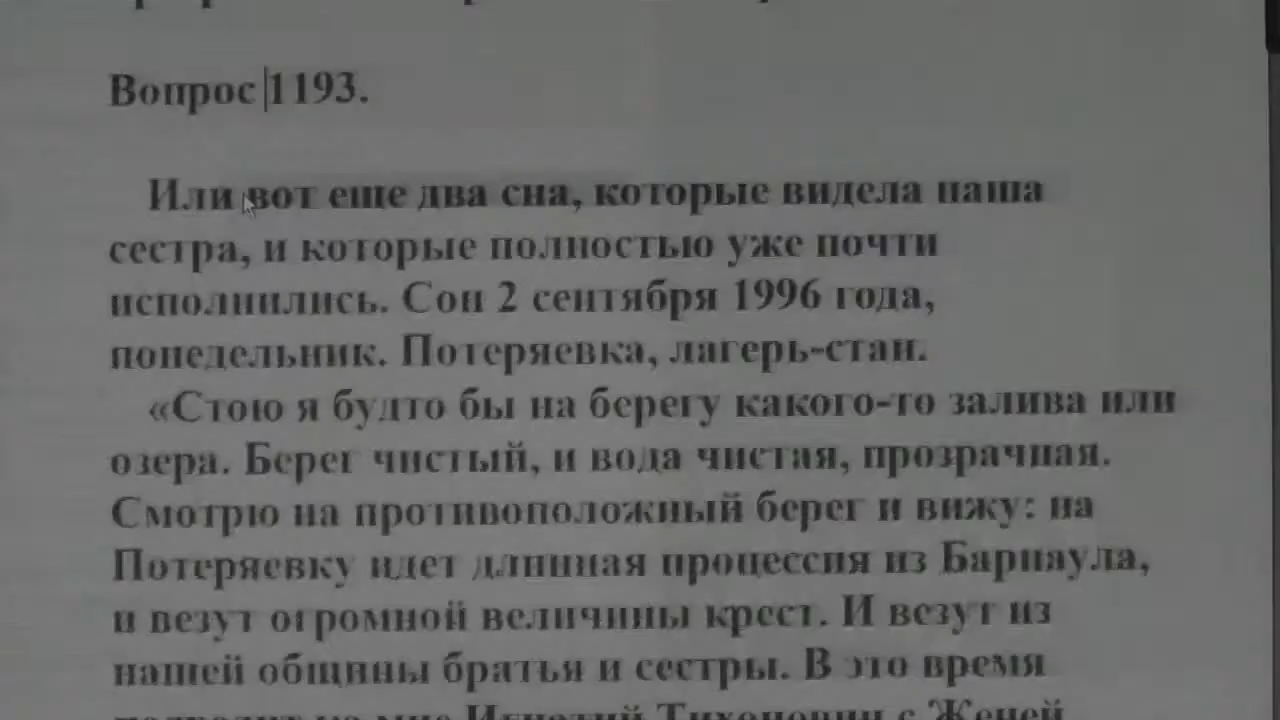 Вопрос 1193.
Или вот еще два сна, которые видела наша
сестра, и которые полностью уже почти
исполнились. Сон 2 сентября 1996 года,
понедельник. Потеряевка, лагерь-стан.
«Стою я будто бы на берегу какого-то залива или
озера. Берег чистый, и вода чистая, прозрачная.
Смотрю на противоположный берег и вижу: на
Потеряевку идет длинная процессия из Барнаула,
и везут огромной величины крест. И везут из
нашей общины братья и сестры. В это время
Игнатий Тихонович с Женей